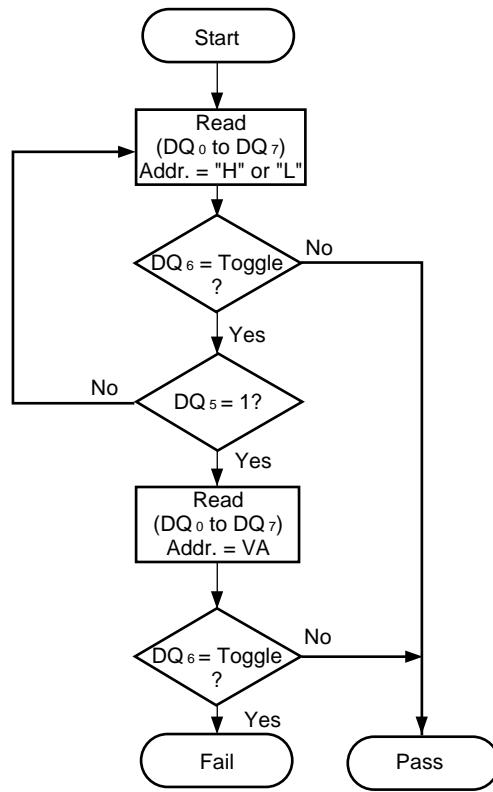 Start
Read
(DQ0 to DQ7)
Addr. = "H" or "L"
No
DQ6 = Toggle
?
Yes
No
DQ5 = 1?
Yes
Read
(DQ0 to DQ7)
Addr. = VA
No
DQ6 = Toggle
?
Yes
Fail
Pass